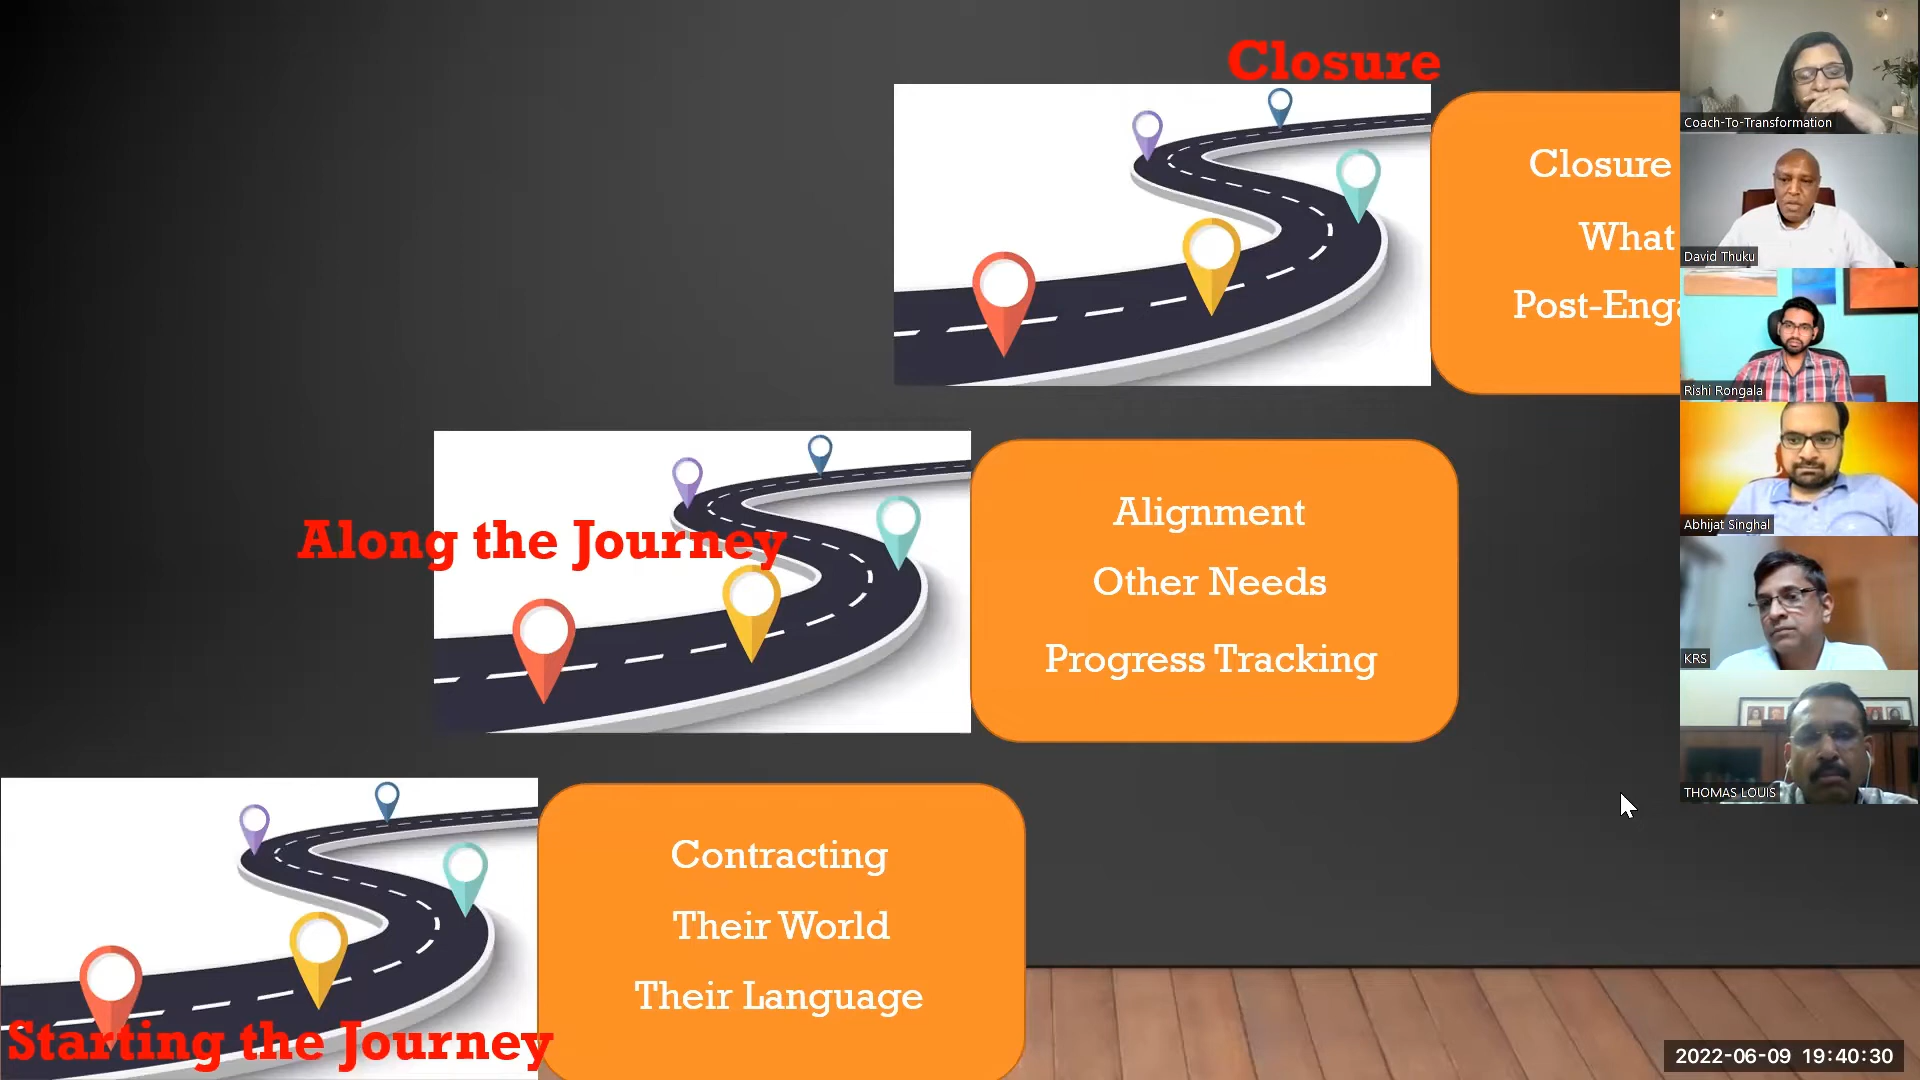 Closure
Closure
What
Post-Eng
Along the Journey
Alignment
Other Needs
Progress Tracking
Contracting
Their World
Their Language
Starting the Journey
Coach-To-Transformation
David Thuku
Rishi Rongala
Abhijat Singhal
KRS
THOMAS LOUIS
2022-06-09 19:40:30